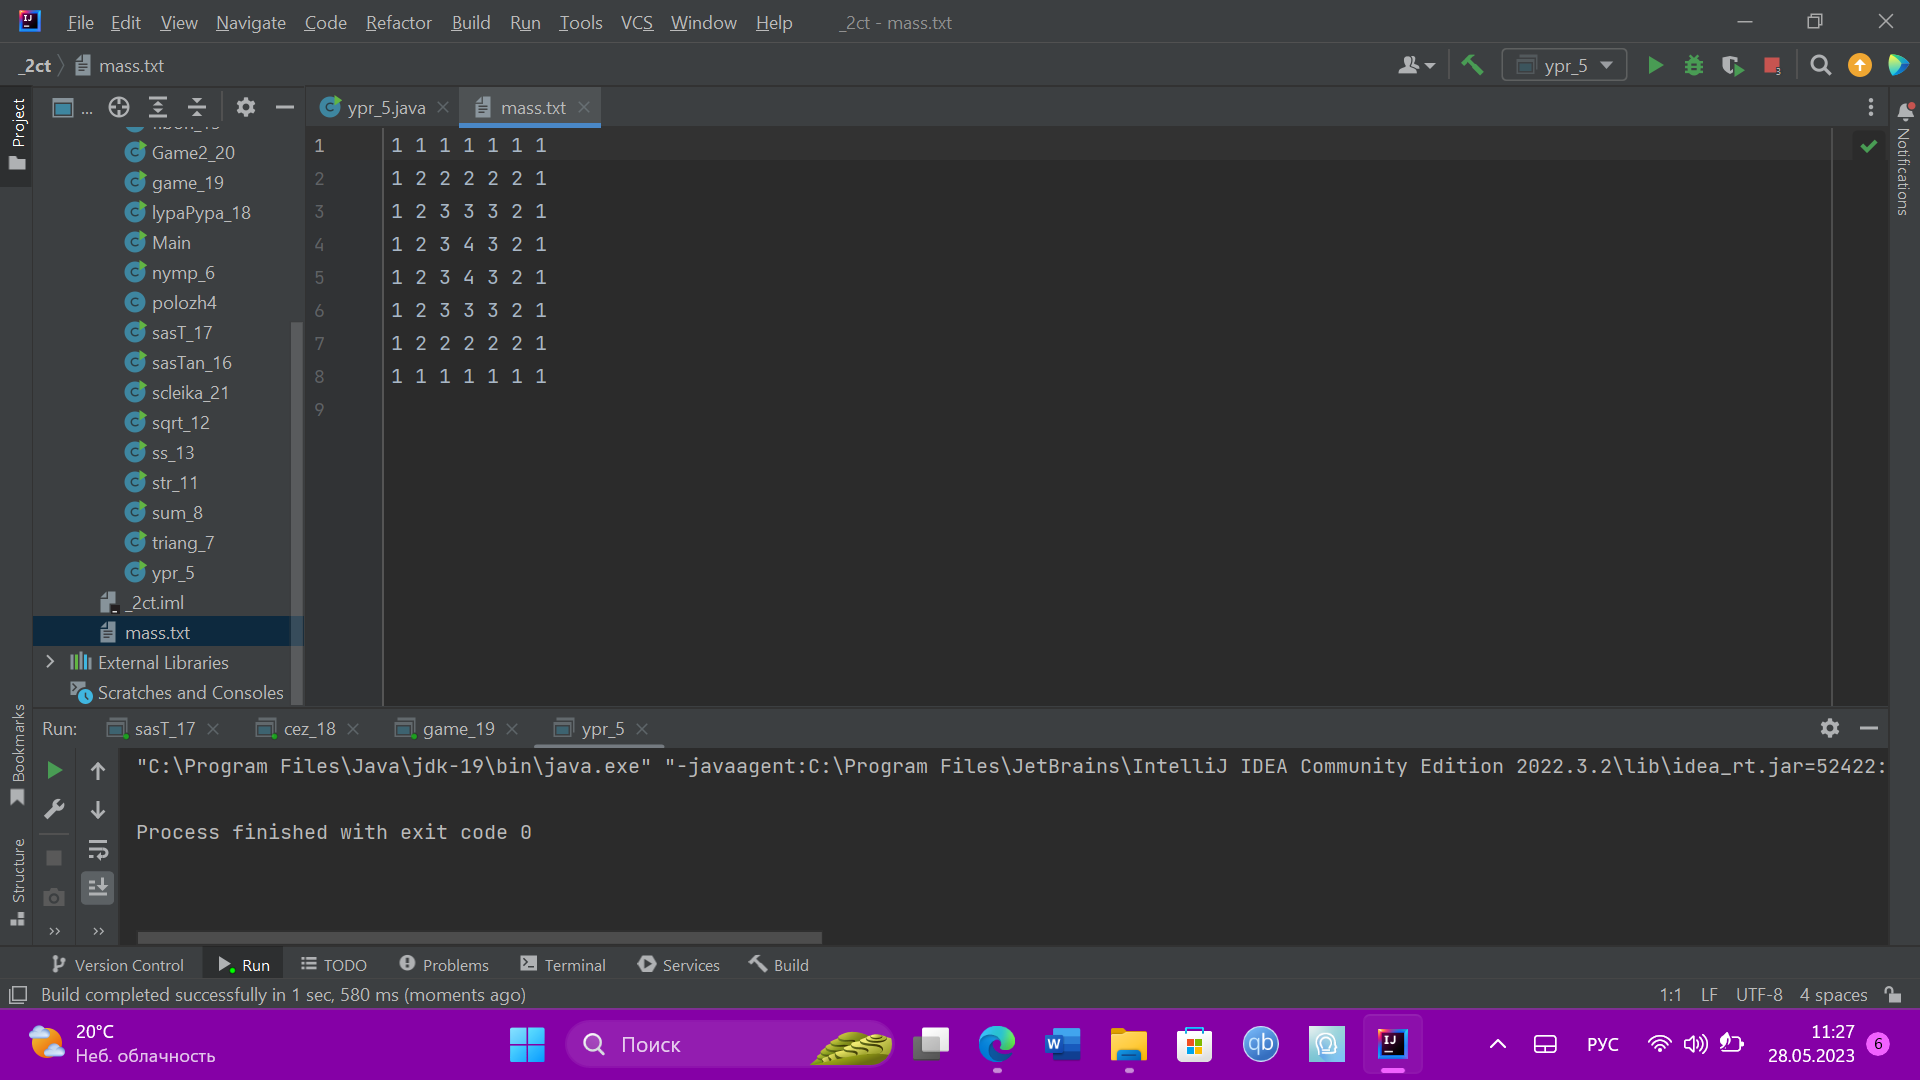 File Edit View Navigate Code Refactor Build Run Tools VCS Window Help _2ct - mass.txt
_2ct mass.txt
ypr_5
Project
...
ypr_5.java mass.txt
Notifications
Game2_20
game_19
lypaPypa_18
Main
nymp_6
polozh4
sasT_17
sasTan_16
scleika_21
sqrt_12
ss_13
str_11
sum_8
triang_7
ypr_5
_2ct.iml
mass.txt
External Libraries
Scratches and Consoles
1 1 1 1 1 1 1 1
2 1 2 2 2 2 2 1
3 1 2 3 3 3 2 1
4 1 2 3 4 3 2 1
5 1 2 3 4 3 2 1
6 1 2 3 3 3 2 1
7 1 2 2 2 2 2 1
8 1 1 1 1 1 1 1
9
Bookmarks
Structure
Run: sasT_17 cez_18 game_19 ypr_5
"C:\Program Files\Java\jdk-19\bin\java.exe" "-javaagent:C:\Program Files\JetBrains\IntelliJ IDEA Community Edition 2022.3.2\lib\idea_rt.jar=52422:
Process finished with exit code 0
Version Control Run TODO Problems Terminal Services Build
Build completed successfully in 1 sec, 580 ms (moments ago)
1:1 LF UTF-8 4 spaces
20°C
Неб. облачность
Поиск
РУС
11:27
28.05.2023
6